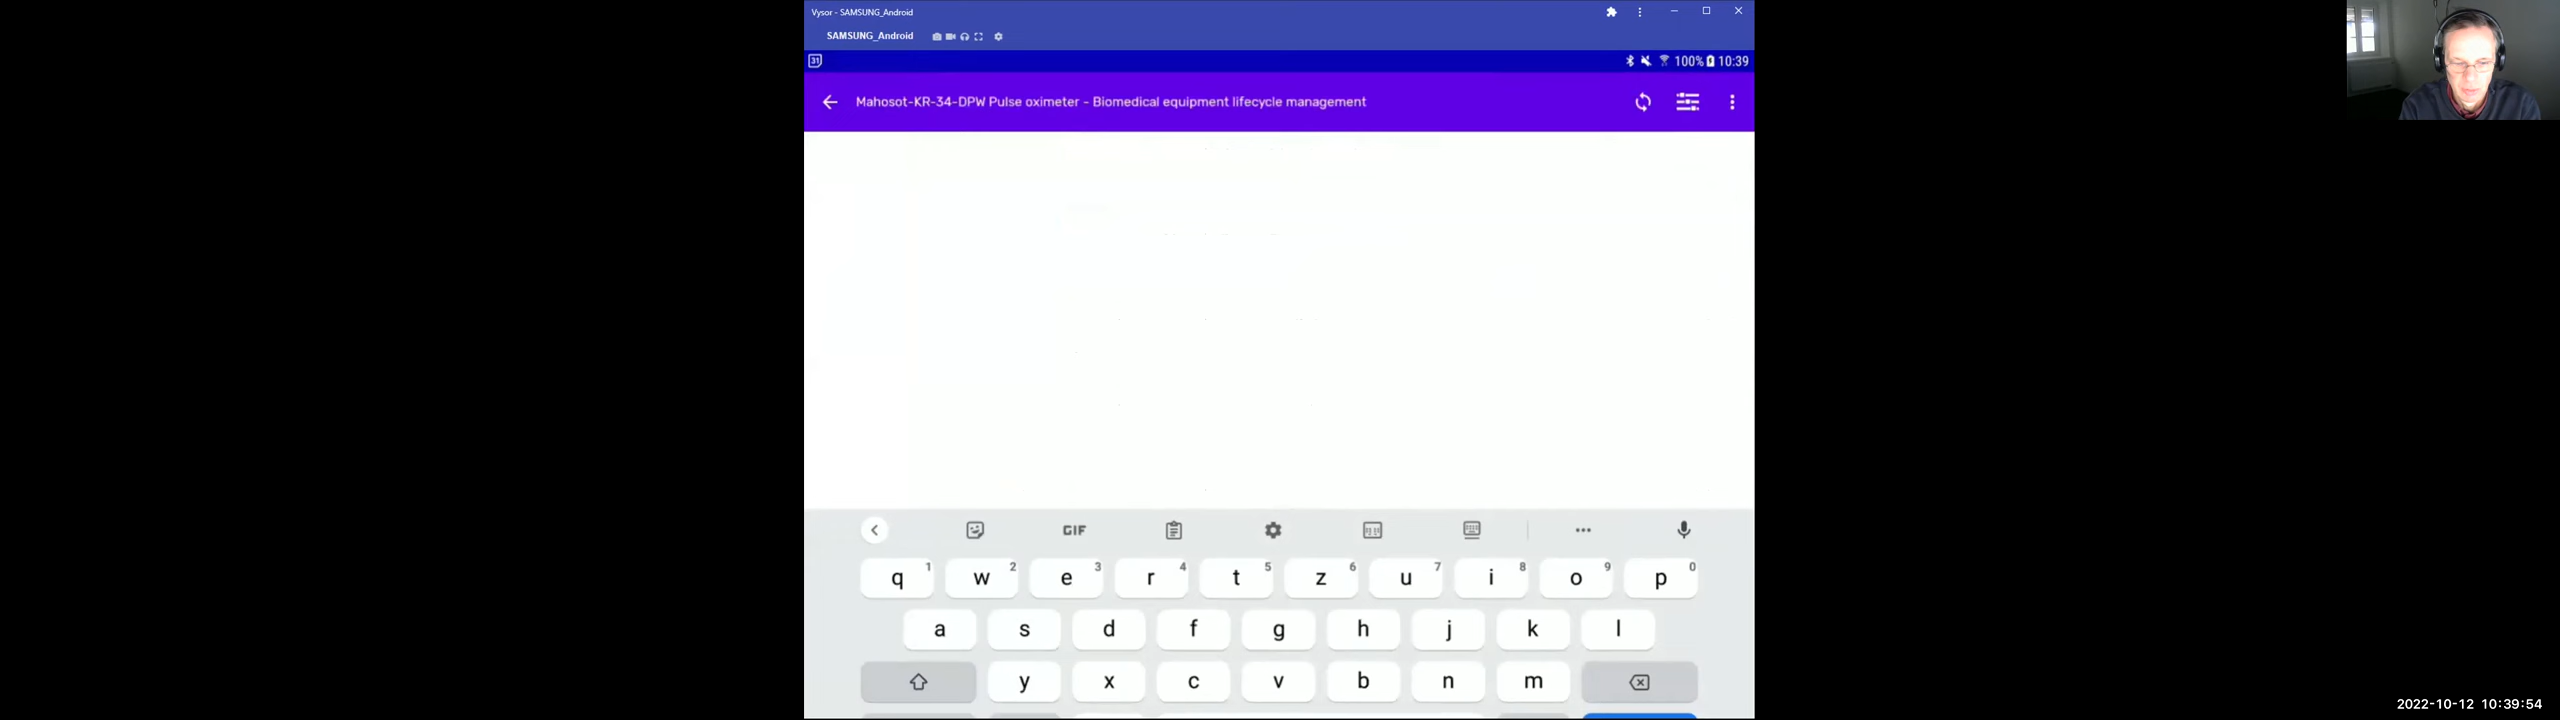 Vysor - SAMSUNG_Android
SAMSUNG_Android
31
100% 10:39
Mahosot-KR-34-DPW Pulse oximeter - Biomedical equipment lifecycle management
GIF
q 1 w 2 e 3 r 4 t 5 z 6 u 7 i 8 o 9 p 0
a s d f g h j k l
y x c v b n m
2022-10-12 10:39:54